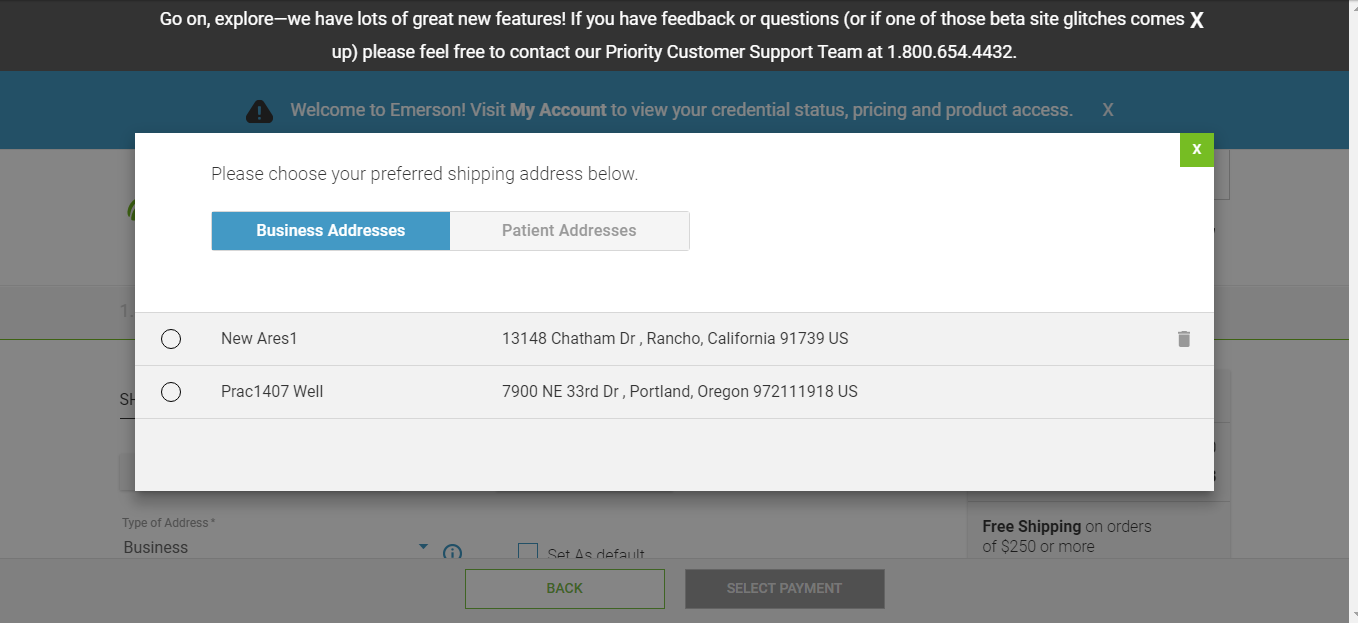 Go on, explore—we have lots of great new features! If you have feedback or questions (or if one of those beta site glitches comes X
up) please feel free to contact our Priority Customer Support Team at 1.800.654.4432.
Welcome to Emerson! Visit My Account to view your credential status, pricing and product access. X
X
Please choose your preferred shipping address below.
Business Addresses Patient Addresses
1.
New Ares1 13148 Chatham Dr , Rancho, California 91739 US
Prac1407 Well 7900 NE 33rd Dr , Portland, Oregon 972111918 US
Type of Address*
Business
Set As default
Free Shipping on orders
of $250 or more
BACK SELECT PAYMENT